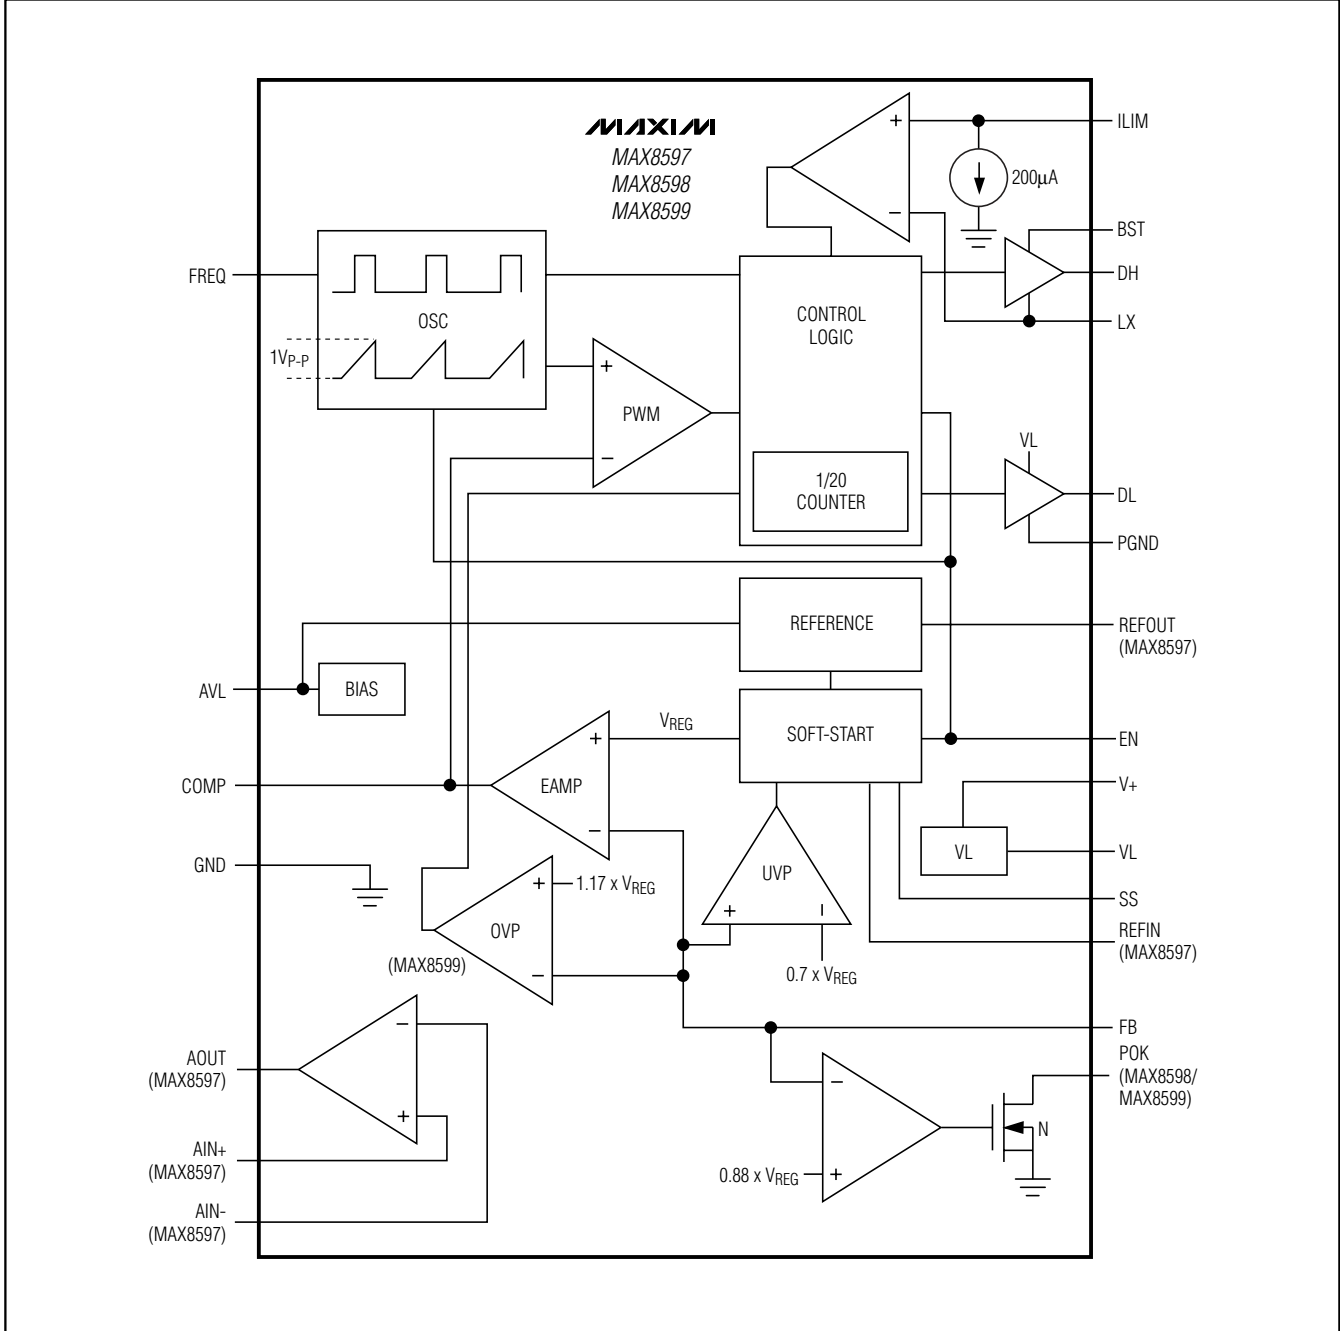 MAXIM
MAX8597
MAX8598
MAX8599
+
ILIM
200µA
−
BST
FREQ
DH
OSC
CONTROL
LOGIC
LX
1VP-P
+
PWM
−
VL
1/20
COUNTER
DL
PGND
REFERENCE
REFOUT
(MAX8597)
AVL
BIAS
VREG
SOFT-START
EN
+
COMP
EAMP
V+
−
GND
VL
VL
UVP
+
1.17 x VREG
SS
+
−
OVP
REFIN
(MAX8597)
(MAX8599)
−
0.7 x VREG
−
FB
AOUT
(MAX8597)
POK
(MAX8598/
MAX8599)
−
+
N
AIN+
(MAX8597)
0.88 x VREG
+
AIN-
(MAX8597)